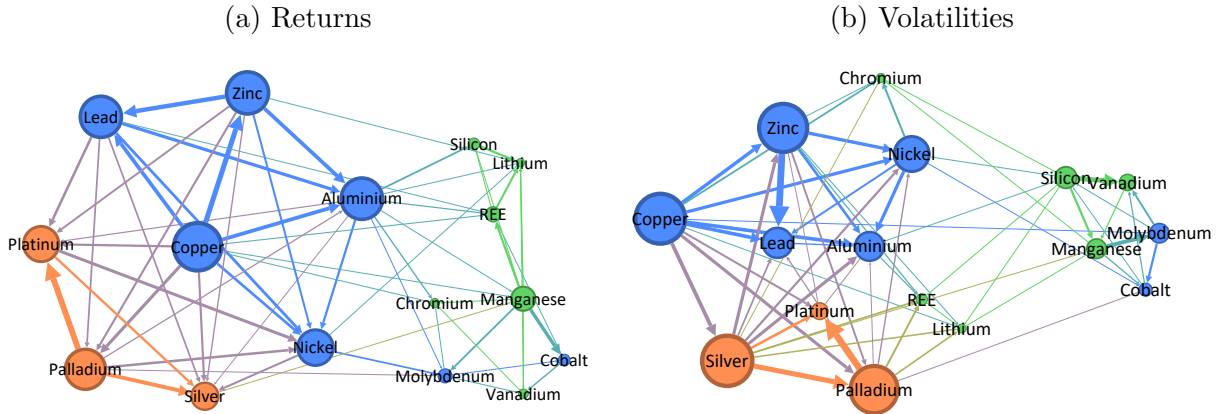 (a) Returns
Zinc
Lead
Silicon
Lithium
Aluminium
REE
Platinum
Copper
Chromium
Manganese
Nickel
Palladium
Molybdenum
Cobalt
Silver
Vanadium
(b) Volatilities
Chromium
Zinc
Nickel
Silicon
Vanadium
Copper
Lead
Aluminium
Molybdenum
Manganese
Cobalt
REE
Platinum
Lithium
Silver
Palladium